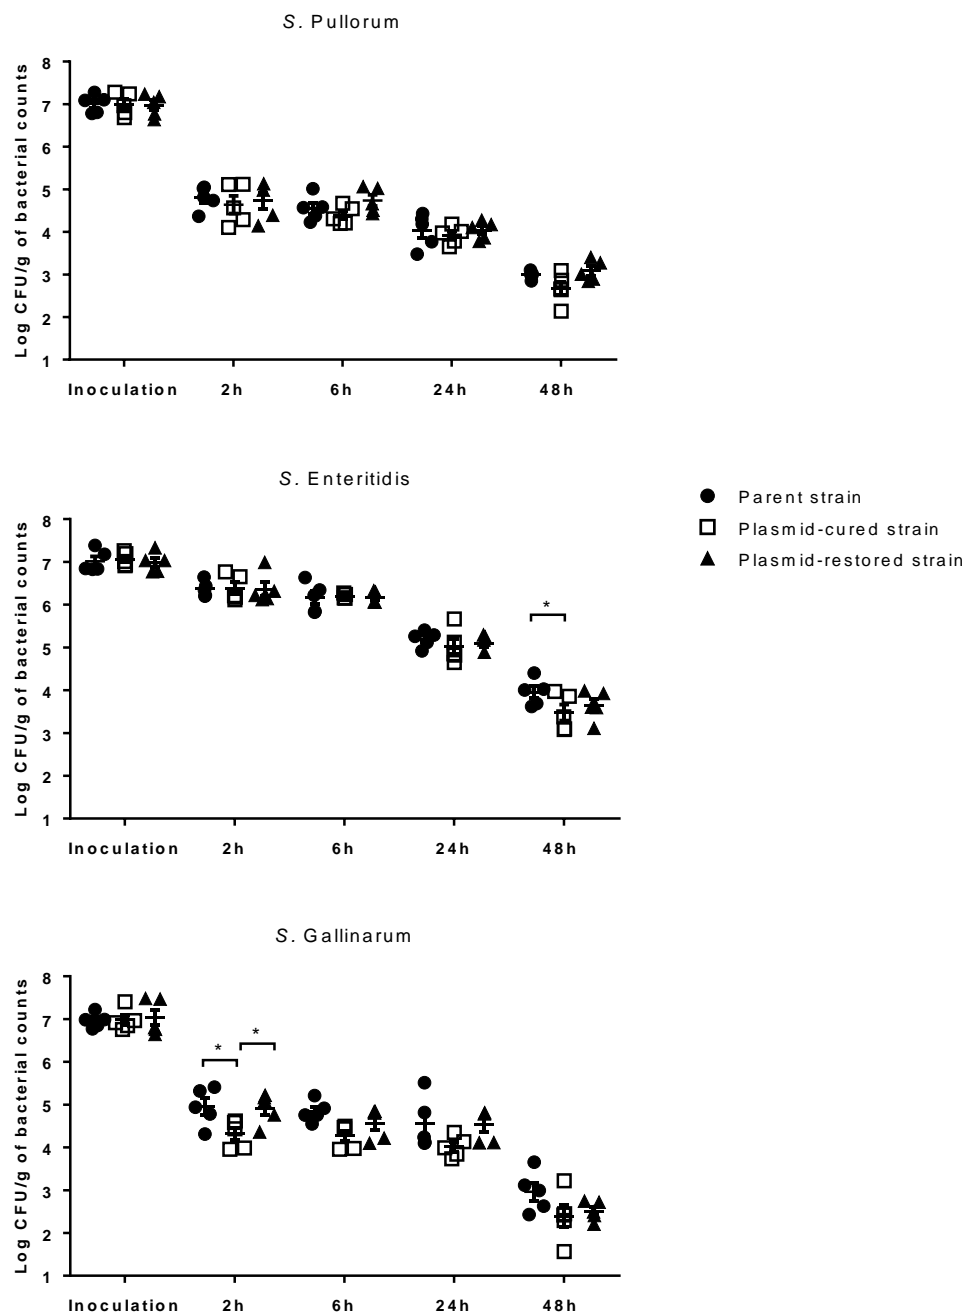 S. Pullorum
Log CFU/g of bacterial counts
8
7
6
5
4
3
2
1
Inoculation 2h 6h 24h 48h
S. Enteritidis
Log CFU/g of bacterial counts
8
7
6
5
4
3
2
1
*
Inoculation 2h 6h 24h 48h
Parent strain
Plasmid-cured strain
Plasmid-restored strain
S. Gallinarum
Log CFU/g of bacterial counts
8
7
6
5
4
3
2
1
* *
Inoculation 2h 6h 24h 48h